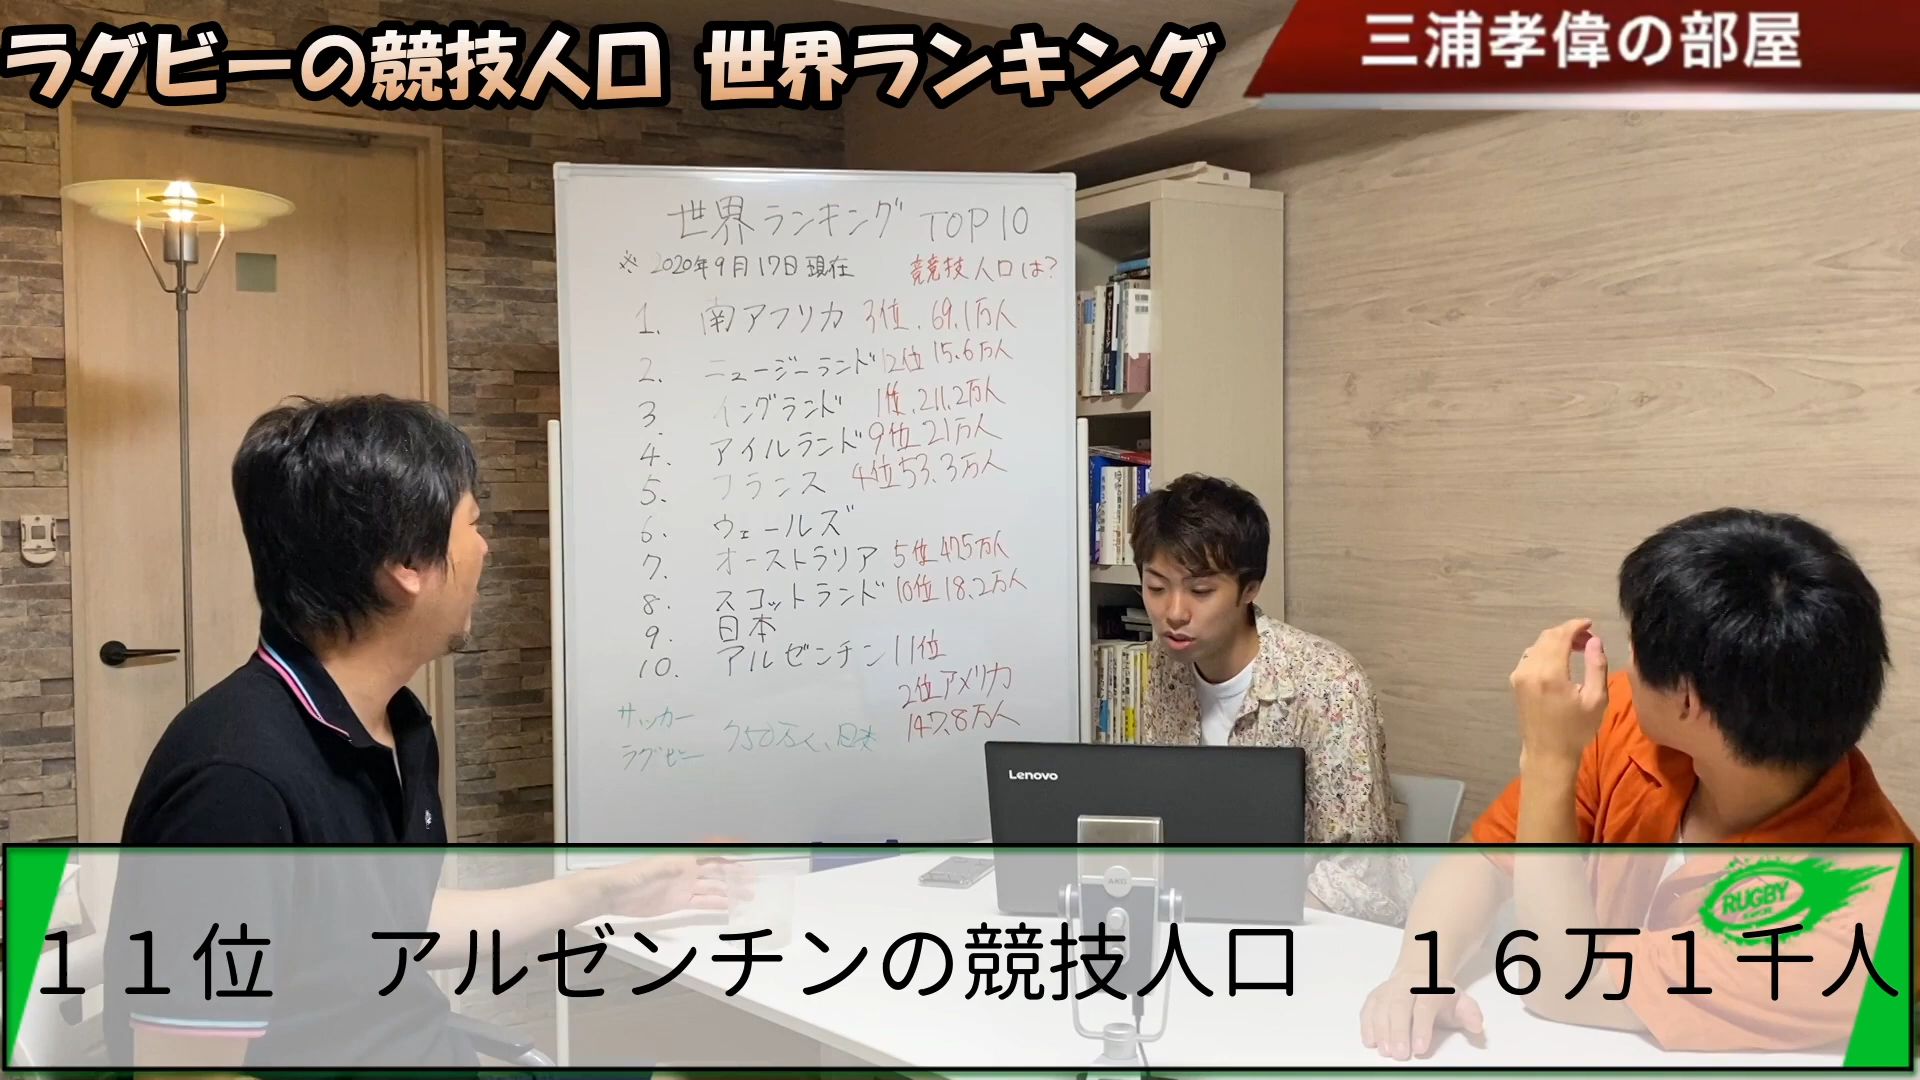 ラグビーの競技人口 世界ランキング
三浦孝偉の部屋
世界ランキング TOP10
※ 2020年9月17日現在 競技人口は?
1. 南アフリカ 3位. 69.1万人
2. ニュージーランド 12位 15.6万人
3. イングランド 1位. 211.2万人
4. アイルランド 9位 21万人
5. フランス 4位 53.3万人
6. ウェールズ
7. オーストラリア 5位 47.5万人
8. スコットランド 10位 18.2万人
9. 日本
10. アルゼンチン 11位
2位アメリカ
147.8万人
サッカー
ラグビー
750万人、日本
Lenovo
AKG
RUGBY
11位 アルゼンチンの競技人口 16万1千人